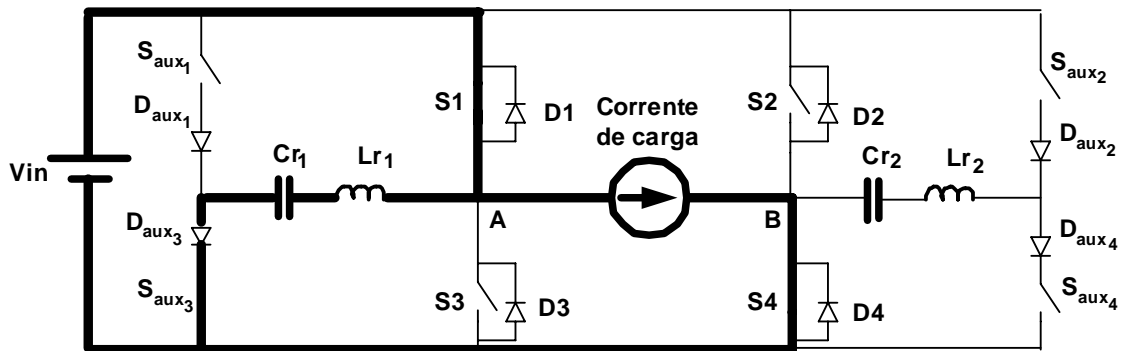 Vin
Saux1
Daux1
Cr1
Lr1
Daux3
Saux3
S1
D1
A
S3
D3
Corrente
de carga
S2
D2
B
S4
D4
Cr2
Lr2
Saux2
Daux2
Daux4
Saux4